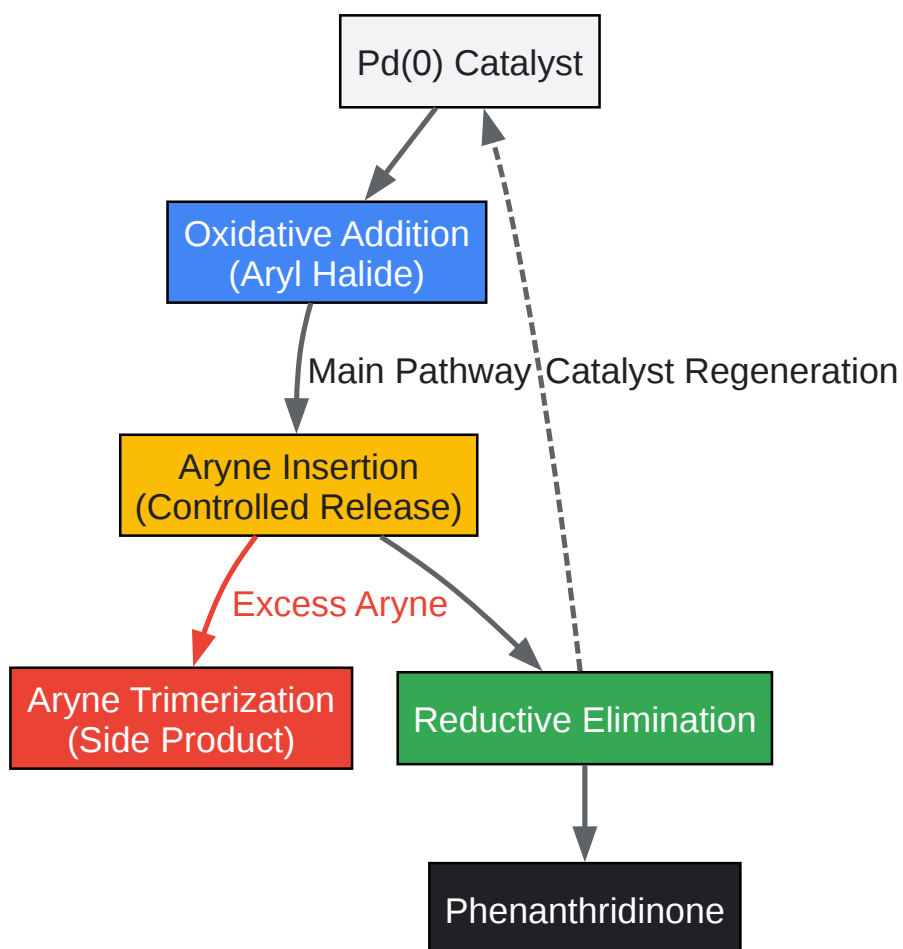 Pd(0) Catalyst
Oxidative Addition
(Aryl Halide)
Main Pathway
Catalyst Regeneration
Aryne Insertion
(Controlled Release)
Excess Aryne
Aryne Trimerization
(Side Product)
Reductive Elimination
Phenanthridinone